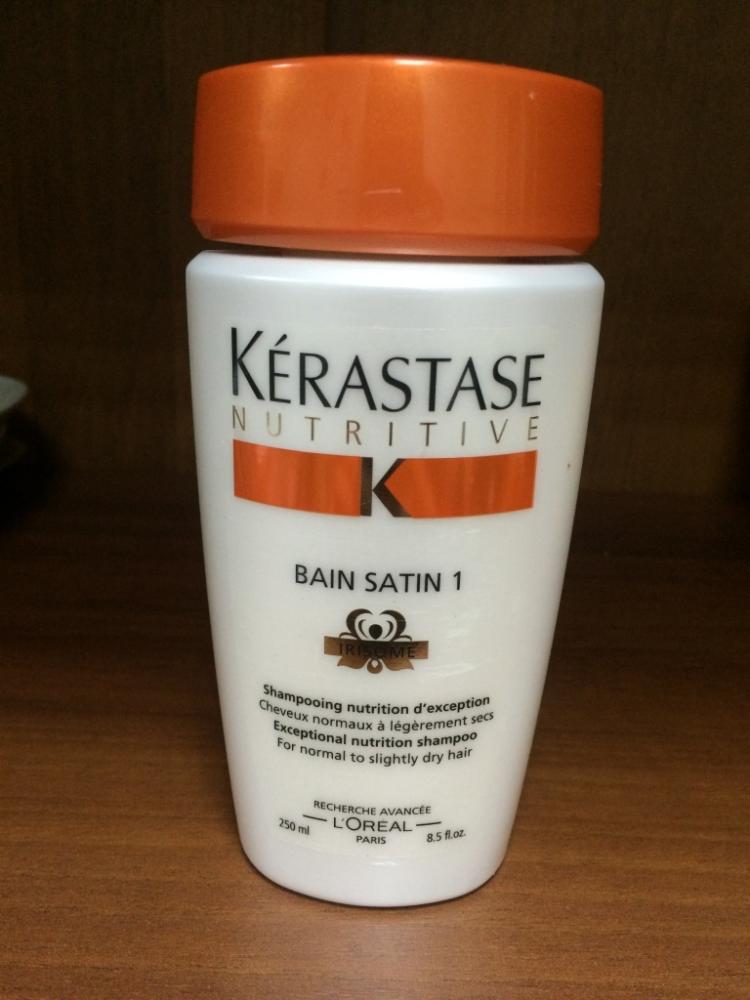 KÉRASTASE
NUTRITIVE
K
BAIN SATIN 1
IRISOME
Shampooing nutrition d'exception
Cheveux normaux à légèrement secs
Exceptional nutrition shampoo
For normal to slightly dry hair
RECHERCHE AVANCÉE
L'ORÉAL
PARIS
250 ml
8.5 fl.oz.